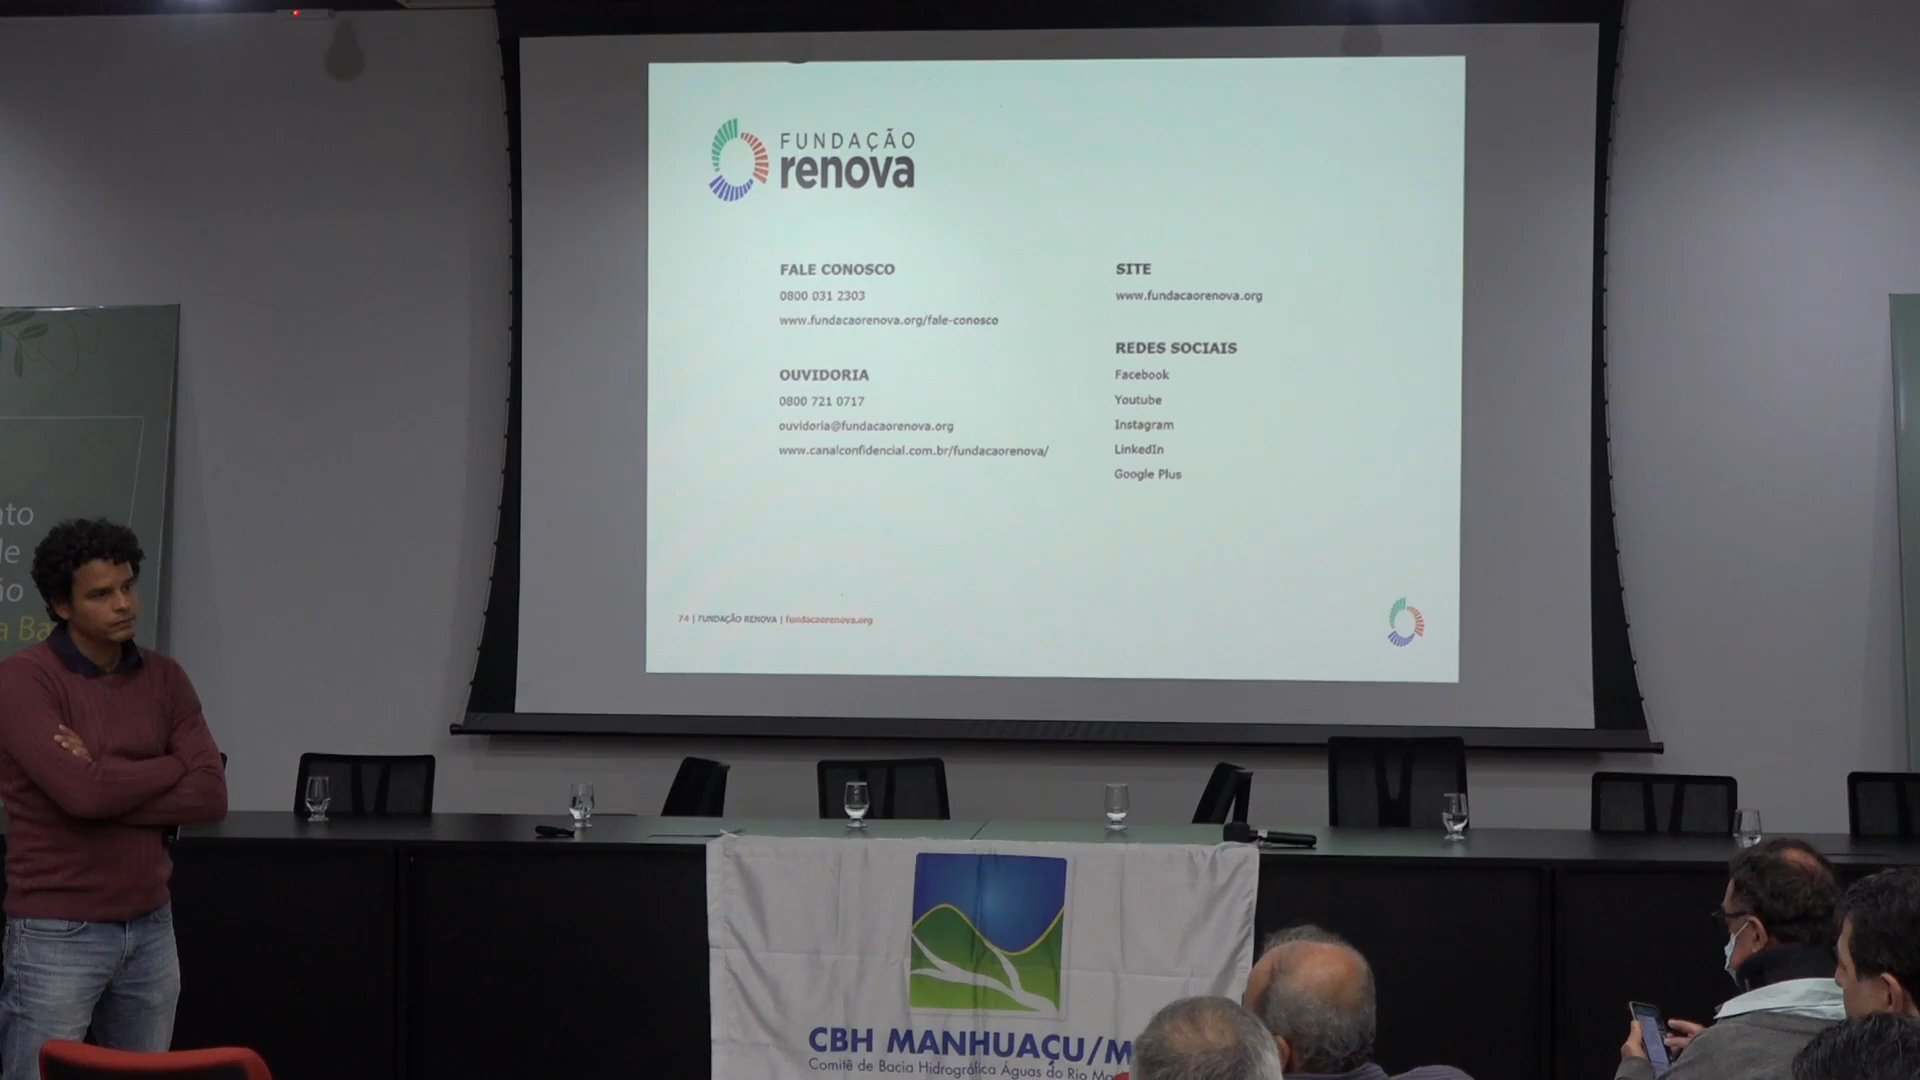 FUNDAÇÃO
renova
FALE CONOSCO
0800 031 2303
www.fundacaorenova.org/fale-conosco
OUVIDORIA
0800 721 0717
ouvidoria@fundacaorenova.org
www.canalconfidencial.com.br/fundacaorenova/
SITE
www.fundacaorenova.org
REDES SOCIAIS
Facebook
Youtube
Instagram
LinkedIn
Google Plus
74 | FUNDAÇÃO RENOVA | fundacaorenova.org
CBH MANHUAÇU/M
Comitê de Bacia Hidrográfica Águas do Rio